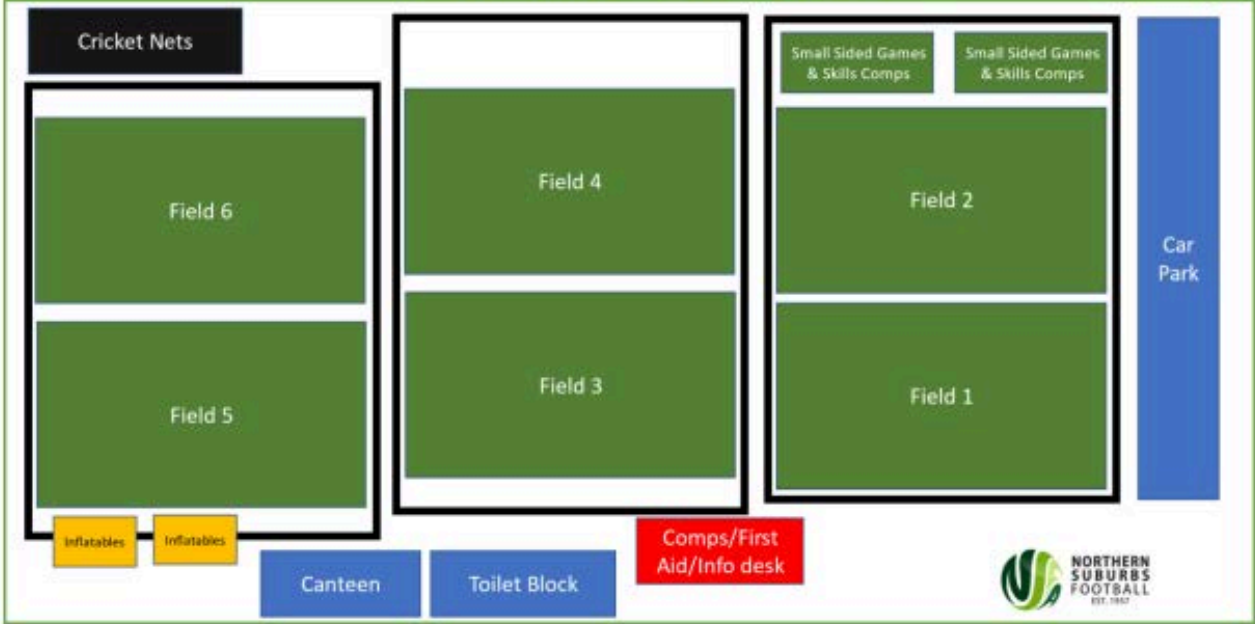 Cricket Nets
Small Sided Games
& Skills Comps
Small Sided Games
& Skills Comps
Field 6
Field 4
Field 2
Car
Park
Field 5
Field 3
Field 1
Inflatables
Inflatables
Canteen
Toilet Block
Comps/First
Aid/Info desk
NORTHERN
SUBURBS
FOOTBALL
EST. 1957